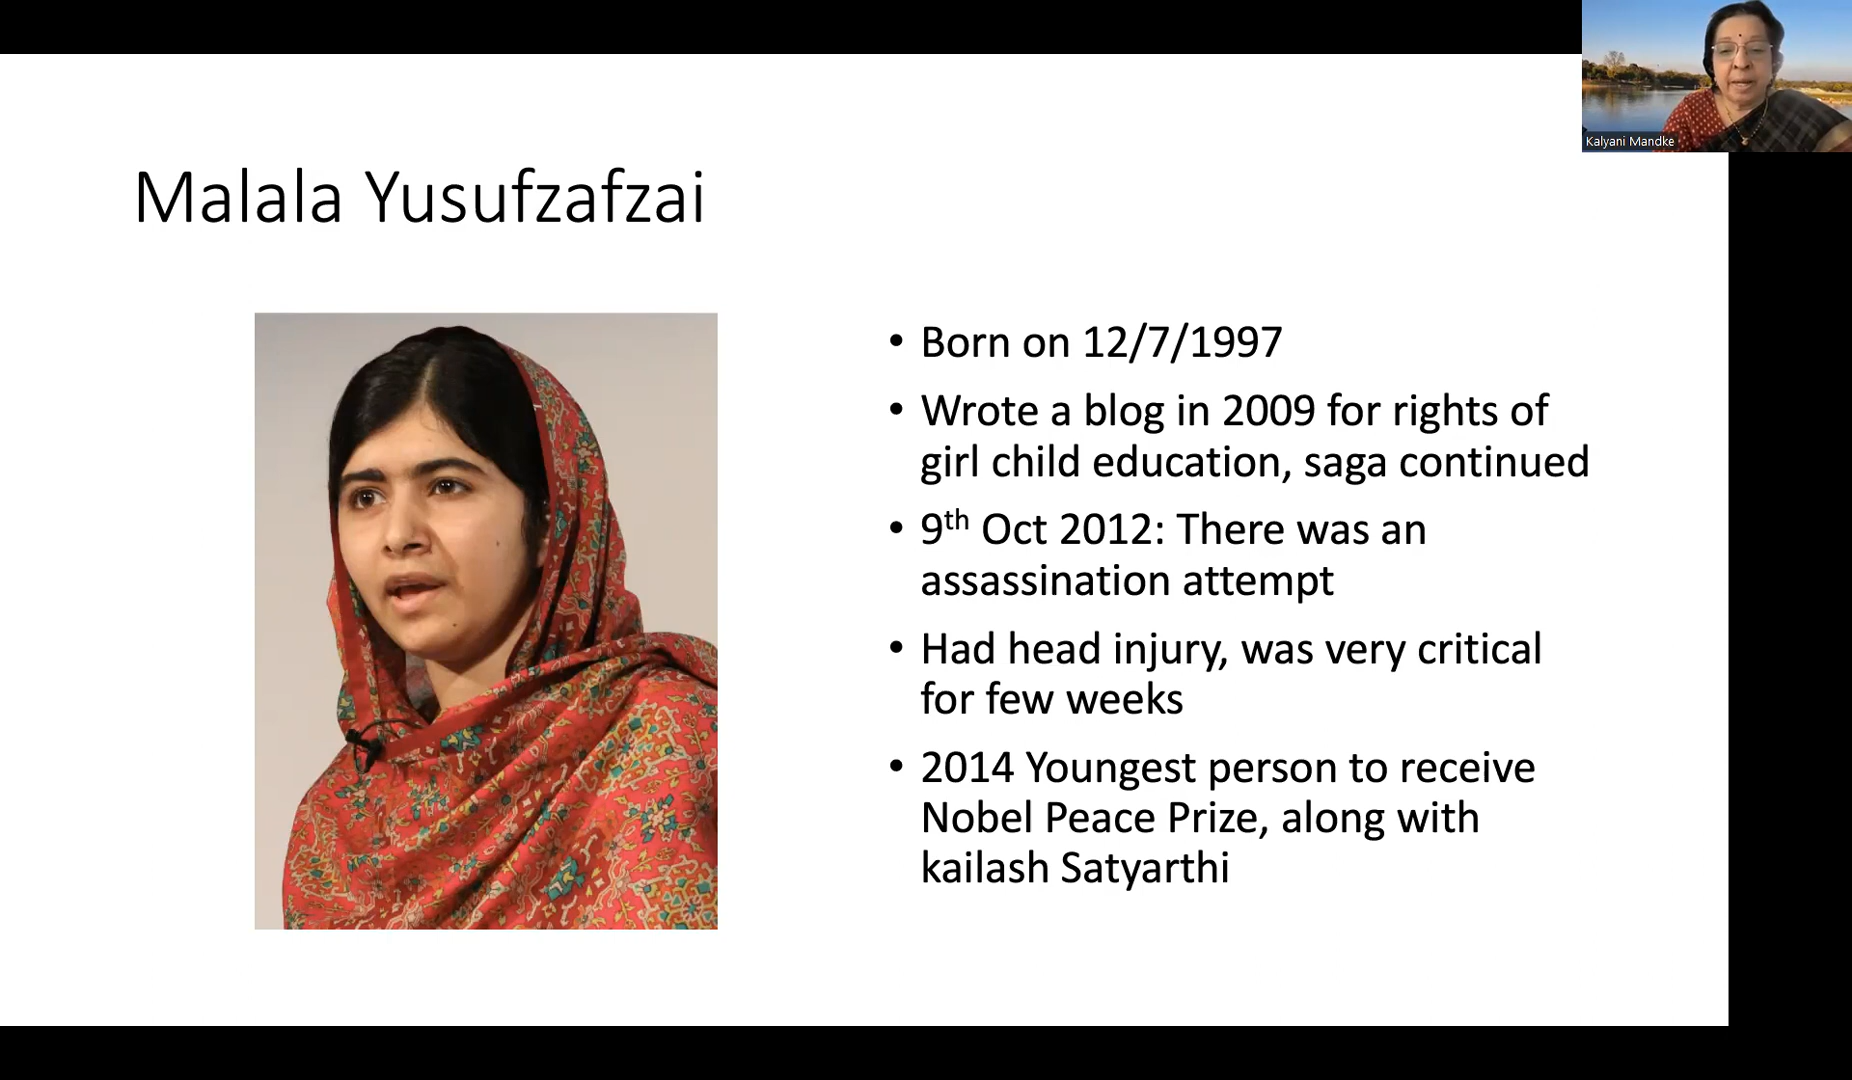 Malala Yusufzafzai
• Born on 12/7/1997
• Wrote a blog in 2009 for rights of
girl child education, saga continued
• 9th Oct 2012: There was an
assassination attempt
• Had head injury, was very critical
for few weeks
• 2014 Youngest person to receive
Nobel Peace Prize, along with
kailash Satyarthi
Kalyani Mandke